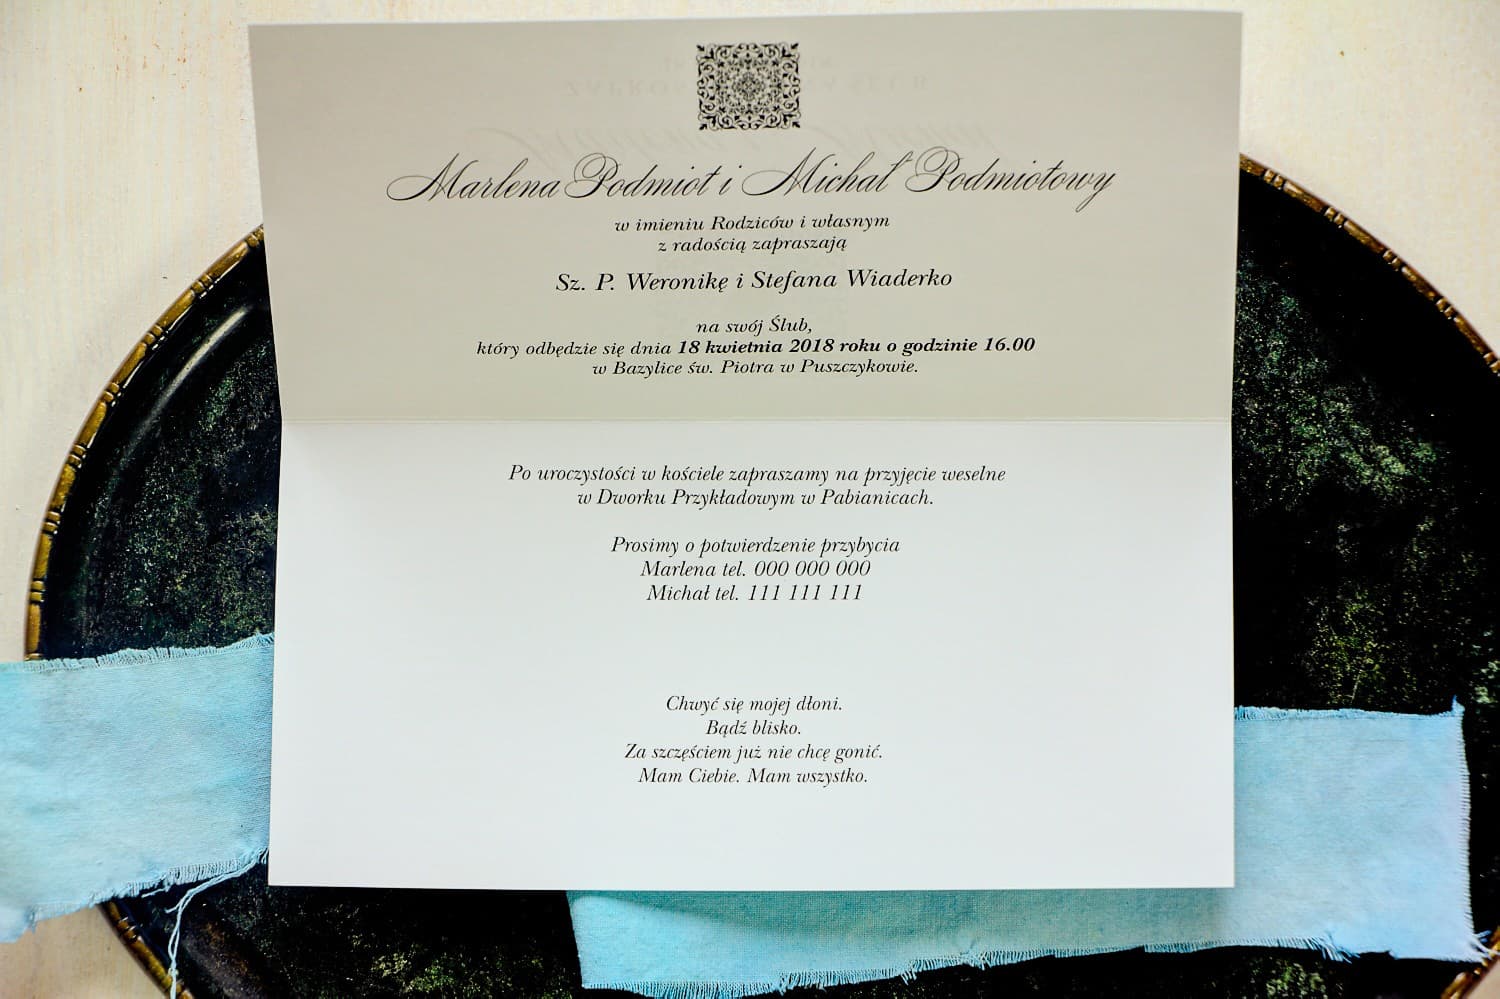 Marlena Podmiot i Michał Podmiotowy
w imieniu Rodziców i własnym
z radością zapraszają
Sz. P. Weronikę i Stefana Wiaderko
na swój Ślub,
który odbędzie się dnia 18 kwietnia 2018 roku o godzinie 16.00
w Bazylice św. Piotra w Puszczykowie.
Po uroczystości w kościele zapraszamy na przyjęcie weselne
w Dworku Przykładowym w Pabianicach.
Prosimy o potwierdzenie przybycia
Marlena tel. 000 000 000
Michał tel. 111 111 111
Chwyć się mojej dłoni.
Bądź blisko.
Za szczęściem już nie chcę gonić.
Mam Ciebie. Mam wszystko.